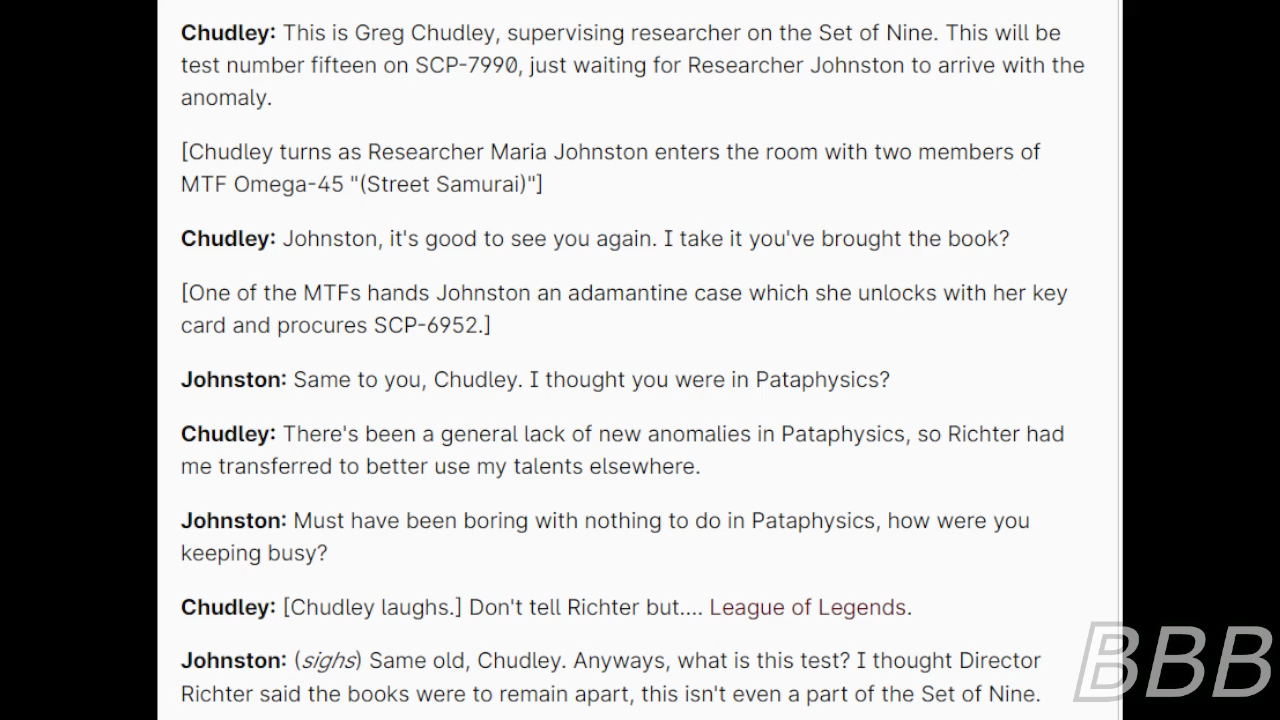 Chudley: This is Greg Chudley, supervising researcher on the Set of Nine. This will be
test number fifteen on SCP-7990, just waiting for Researcher Johnston to arrive with the
anomaly.
[Chudley turns as Researcher Maria Johnston enters the room with two members of
MTF Omega-45 "(Street Samurai)"]
Chudley: Johnston, it's good to see you again. I take it you've brought the book?
[One of the MTFs hands Johnston an adamantine case which she unlocks with her key
card and procures SCP-6952.]
Johnston: Same to you, Chudley. I thought you were in Pataphysics?
Chudley: There's been a general lack of new anomalies in Pataphysics, so Richter had
me transferred to better use my talents elsewhere.
Johnston: Must have been boring with nothing to do in Pataphysics, how were you
keeping busy?
Chudley: [Chudley laughs.] Don't tell Richter but.... League of Legends.
Johnston: (sighs) Same old, Chudley. Anyways, what is this test? I thought Director
Richter said the books were to remain apart, this isn't even a part of the Set of Nine.
BBB